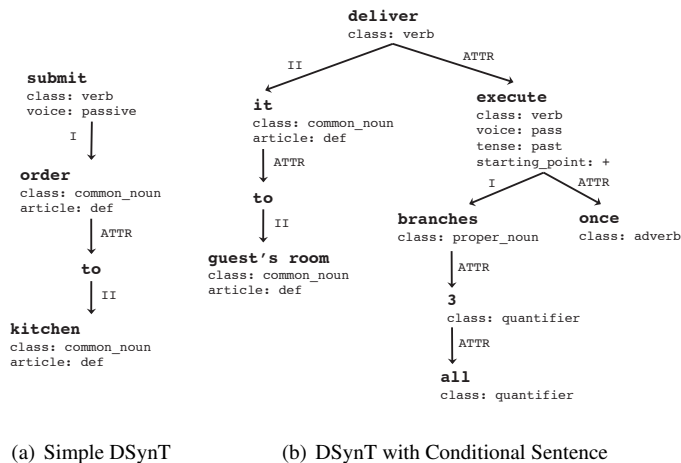 submit
class: verb
voice: passive
I
order
class: common_noun
article: def
ATTR
to
II
kitchen
class: common_noun
article: def
(a) Simple DSynT
deliver
class: verb
II
ATTR
it
class: common_noun
article: def
ATTR
to
II
guest's room
class: common_noun
article: def
execute
class: verb
voice: pass
tense: past
starting_point: +
I
ATTR
branches
class: proper_noun
once
class: adverb
ATTR
3
class: quantifier
ATTR
all
class: quantifier
(b) DSynT with Conditional Sentence